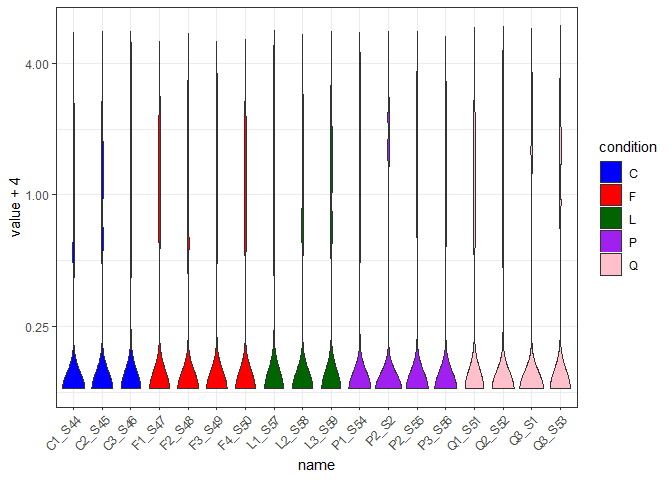 4.00
1.00
0.25
value + 4
C1_S44
C2_S45
C3_S46
F1_S47
F2_S48
F3_S49
F4_S50
L1_S57
L2_S58
L3_S59
P1_S54
P2_S2
P2_S55
P3_S56
Q1_S51
Q2_S52
Q3_S1
Q3_S53
name
condition
C
F
L
P
Q